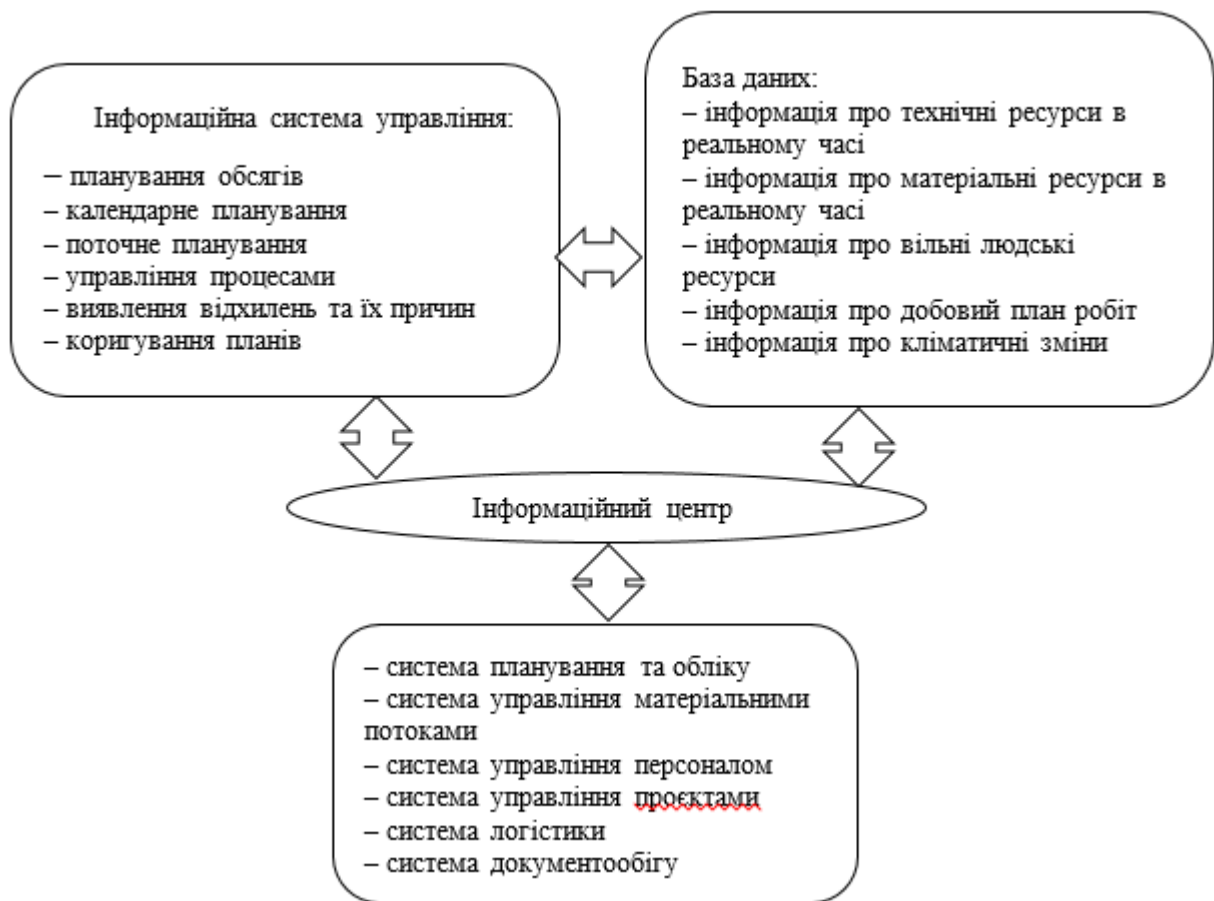 Інформаційна система управління:
– планування обсягів
– календарне планування
– поточне планування
– управління процесами
– виявлення відхилень та їх причин
– коригування планів
База даних:
– інформація про технічні ресурси в
реальному часі
– інформація про матеріальні ресурси в
реальному часі
– інформація про вільні людські
ресурси
– інформація про добовий план робіт
– інформація про кліматичні зміни
Інформаційний центр
– система планування та обліку
– система управління матеріальними
потоками
– система управління персоналом
– система управління проєктами
– система логістики
– система документообігу